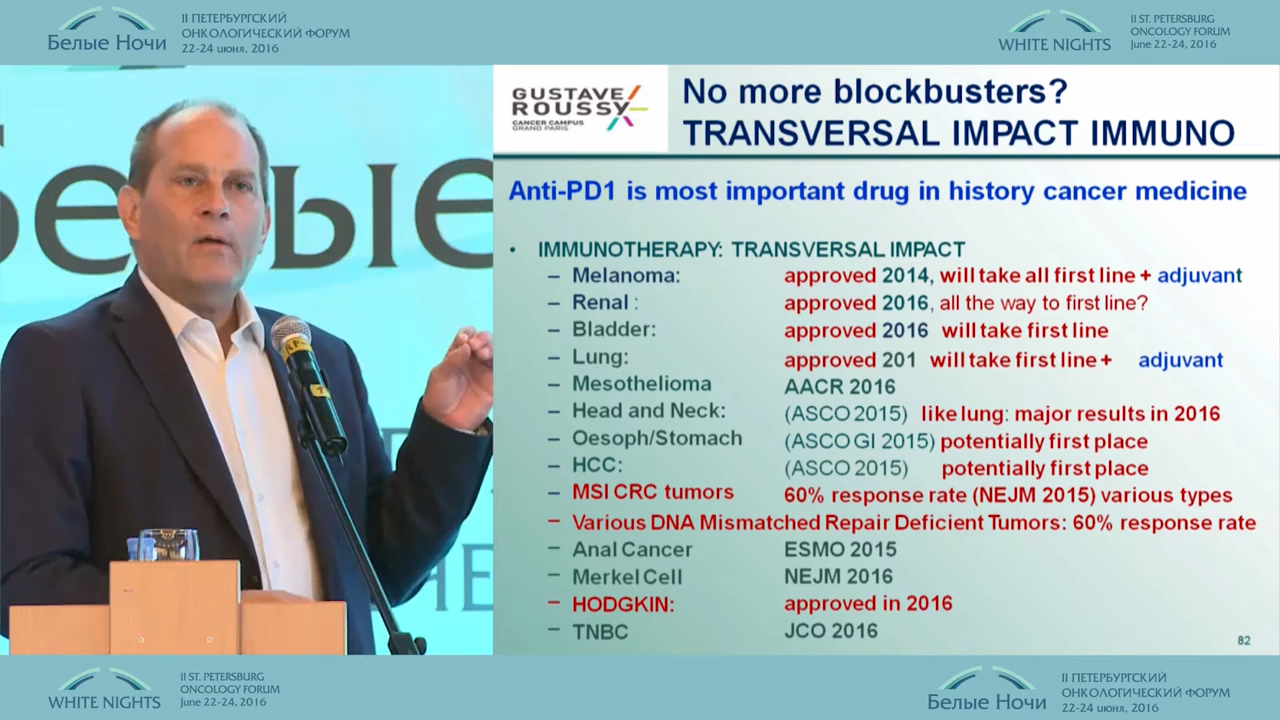 Белые Ночи
II ПЕТЕРБУРГСКИЙ
ОНКОЛОГИЧЕСКИЙ ФОРУМ
22-24 июня, 2016
WHITE NIGHTS
II ST. PETERSBURG
ONCOLOGY FORUM
June 22-24, 2016
GUSTAVE
ROUSSY
CANCER CAMPUS
GRAND PARIS
No more blockbusters?
TRANSVERSAL IMPACT IMMUNO
Anti-PD1 is most important drug in history cancer medicine
• IMMUNOTHERAPY: TRANSVERSAL IMPACT
– Melanoma: approved 2014, will take all first line + adjuvant
– Renal : approved 2016, all the way to first line?
– Bladder: approved 2016 will take first line
– Lung: approved 201 will take first line + adjuvant
– Mesothelioma AACR 2016
– Head and Neck: (ASCO 2015) like lung: major results in 2016
– Oesoph/Stomach (ASCO GI 2015) potentially first place
– HCC: (ASCO 2015) potentially first place
– MSI CRC tumors 60% response rate (NEJM 2015) various types
– Various DNA Mismatched Repair Deficient Tumors: 60% response rate
– Anal Cancer ESMO 2015
– Merkel Cell NEJM 2016
– HODGKIN: approved in 2016
– TNBC JCO 2016
82
WHITE NIGHTS
II ST. PETERSBURG
ONCOLOGY FORUM
June 22-24, 2016
Белые Ночи
II ПЕТЕРБУРГСКИЙ
ОНКОЛОГИЧЕСКИЙ ФОРУМ
22-24 июня, 2016